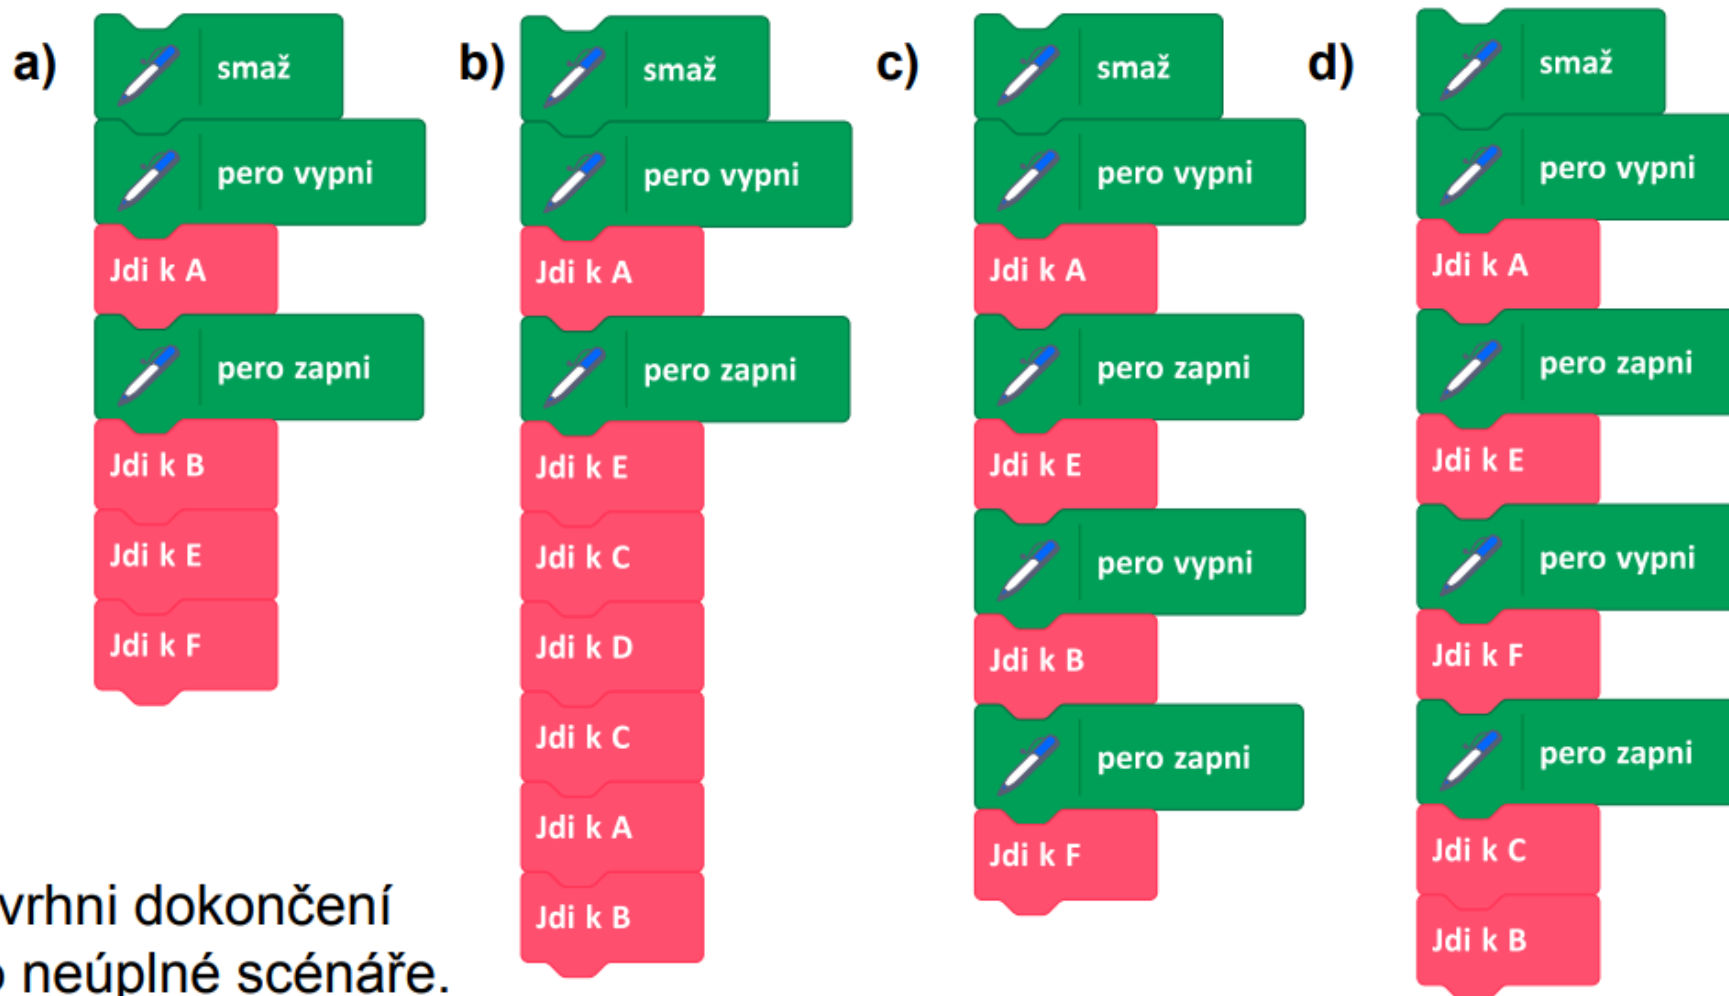 a)
smaž
pero vypni
Jdi k A
pero zapni
Jdi k B
Jdi k E
Jdi k F
b)
smaž
pero vypni
Jdi k A
pero zapni
Jdi k E
Jdi k C
Jdi k D
Jdi k C
Jdi k A
Jdi k B
c)
smaž
pero vypni
Jdi k A
pero zapni
Jdi k E
pero vypni
Jdi k B
pero zapni
Jdi k F
d)
smaž
pero vypni
Jdi k A
pero zapni
Jdi k E
pero vypni
Jdi k F
pero zapni
Jdi k C
Jdi k B
vrhni dokončení
o neúplné scénáře.